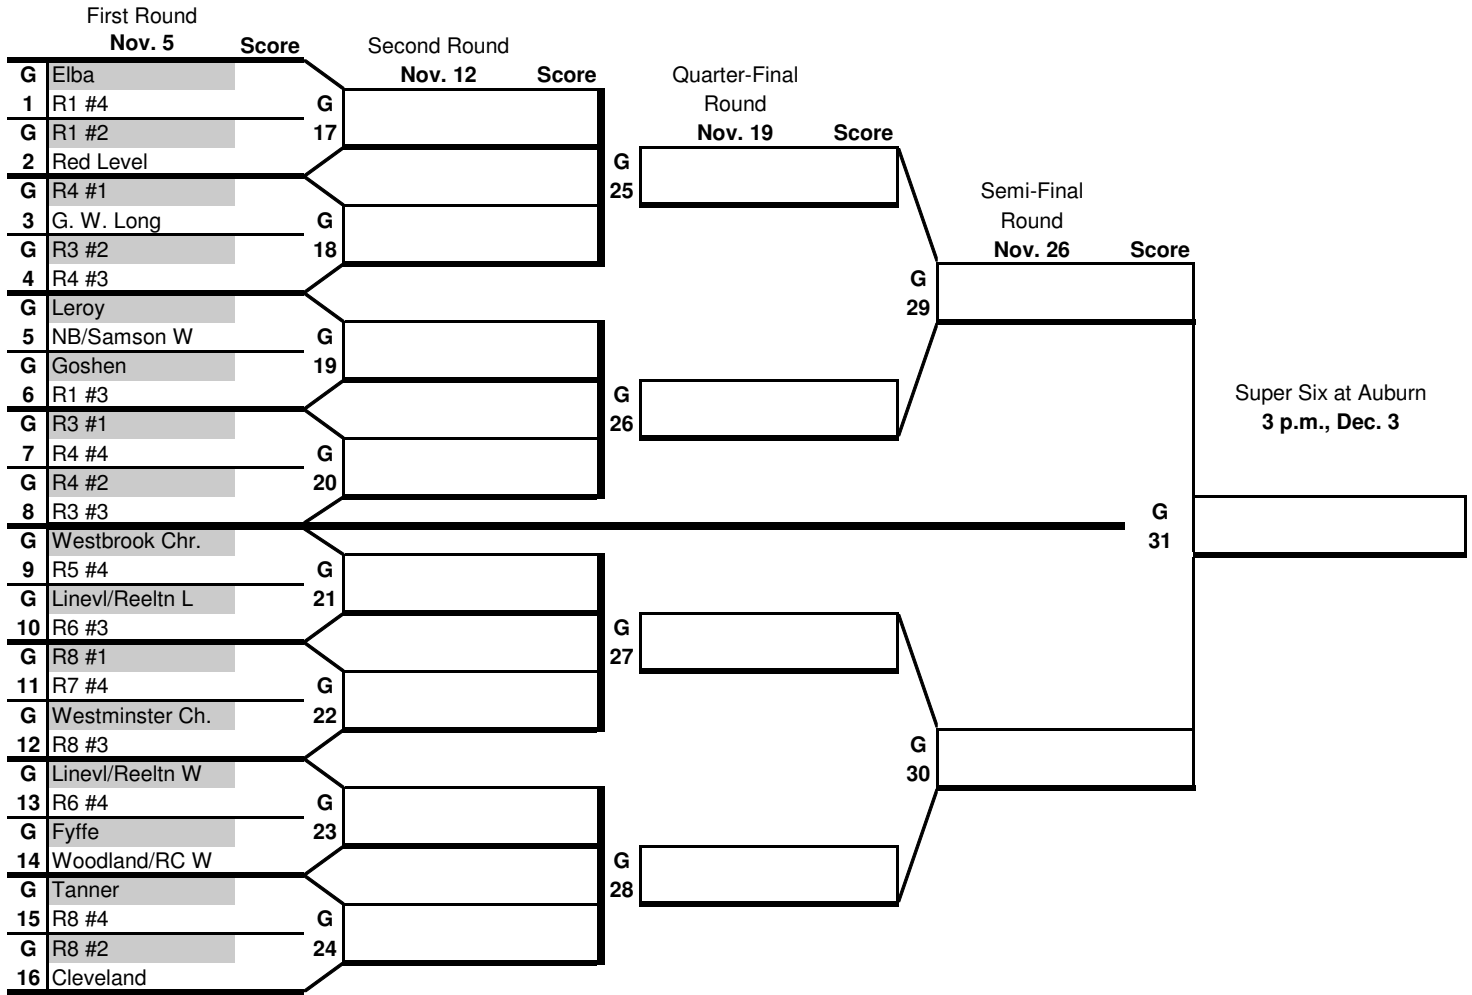 First Round
Nov. 5 Score
G Elba
1 R1 #4
G R1 #2
2 Red Level
G R4 #1
3 G. W. Long
G R3 #2
4 R4 #3
G Leroy
5 NB/Samson W
G Goshen
6 R1 #3
G R3 #1
7 R4 #4
G R4 #2
8 R3 #3
G Westbrook Chr.
9 R5 #4
G Linevl/Reeltn L
10 R6 #3
G R8 #1
11 R7 #4
G Westminster Ch.
12 R8 #3
G Linevl/Reeltn W
13 R6 #4
G Fyffe
14 Woodland/RC W
G Tanner
15 R8 #4
G R8 #2
16 Cleveland
Second Round
Nov. 12 Score
G
17
G
18
G
19
G
20
G
21
G
22
G
23
G
24
Quarter-Final
Round
Nov. 19 Score
G
25
G
26
G
27
G
28
Semi-Final
Round
Nov. 26 Score
G
29
G
30
Super Six at Auburn
3 p.m., Dec. 3
G
31